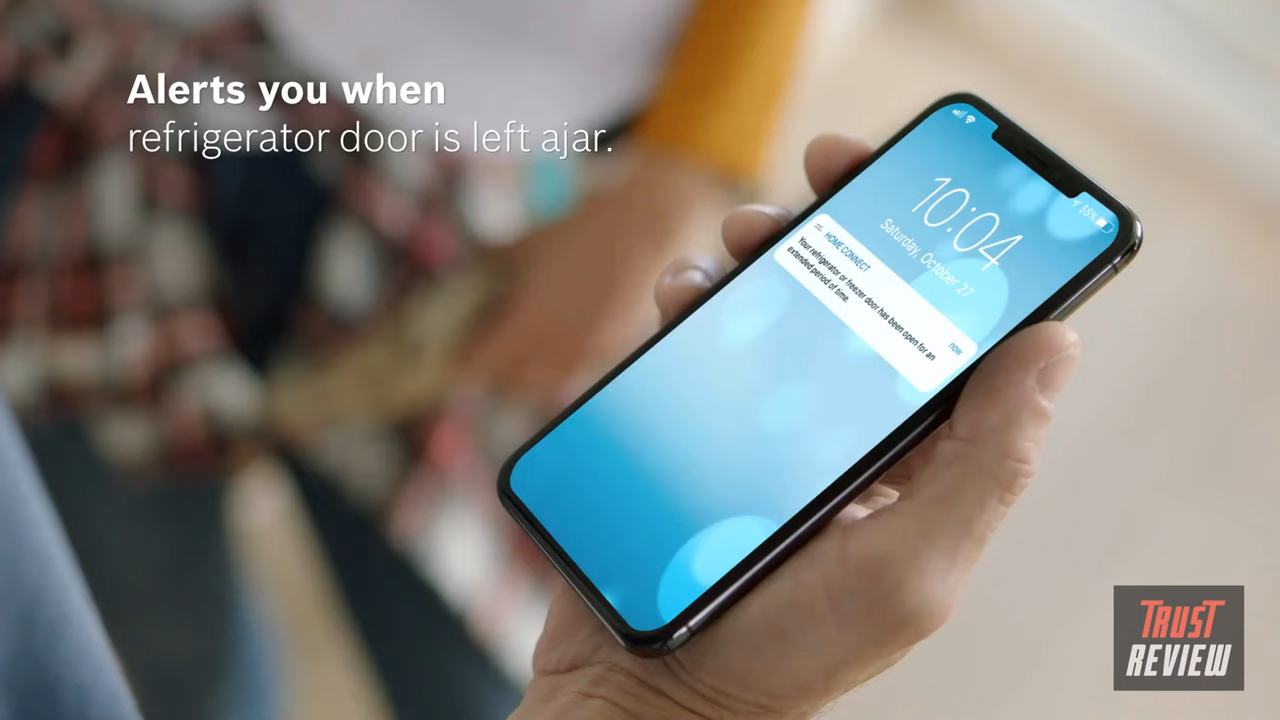 Alerts you when
refrigerator door is left ajar.
55%
10:04
Saturday, October 27
HOME CONNECT
now
Your refrigerator or freezer door has been open for an
extended period of time.
TRUST
REVIEW